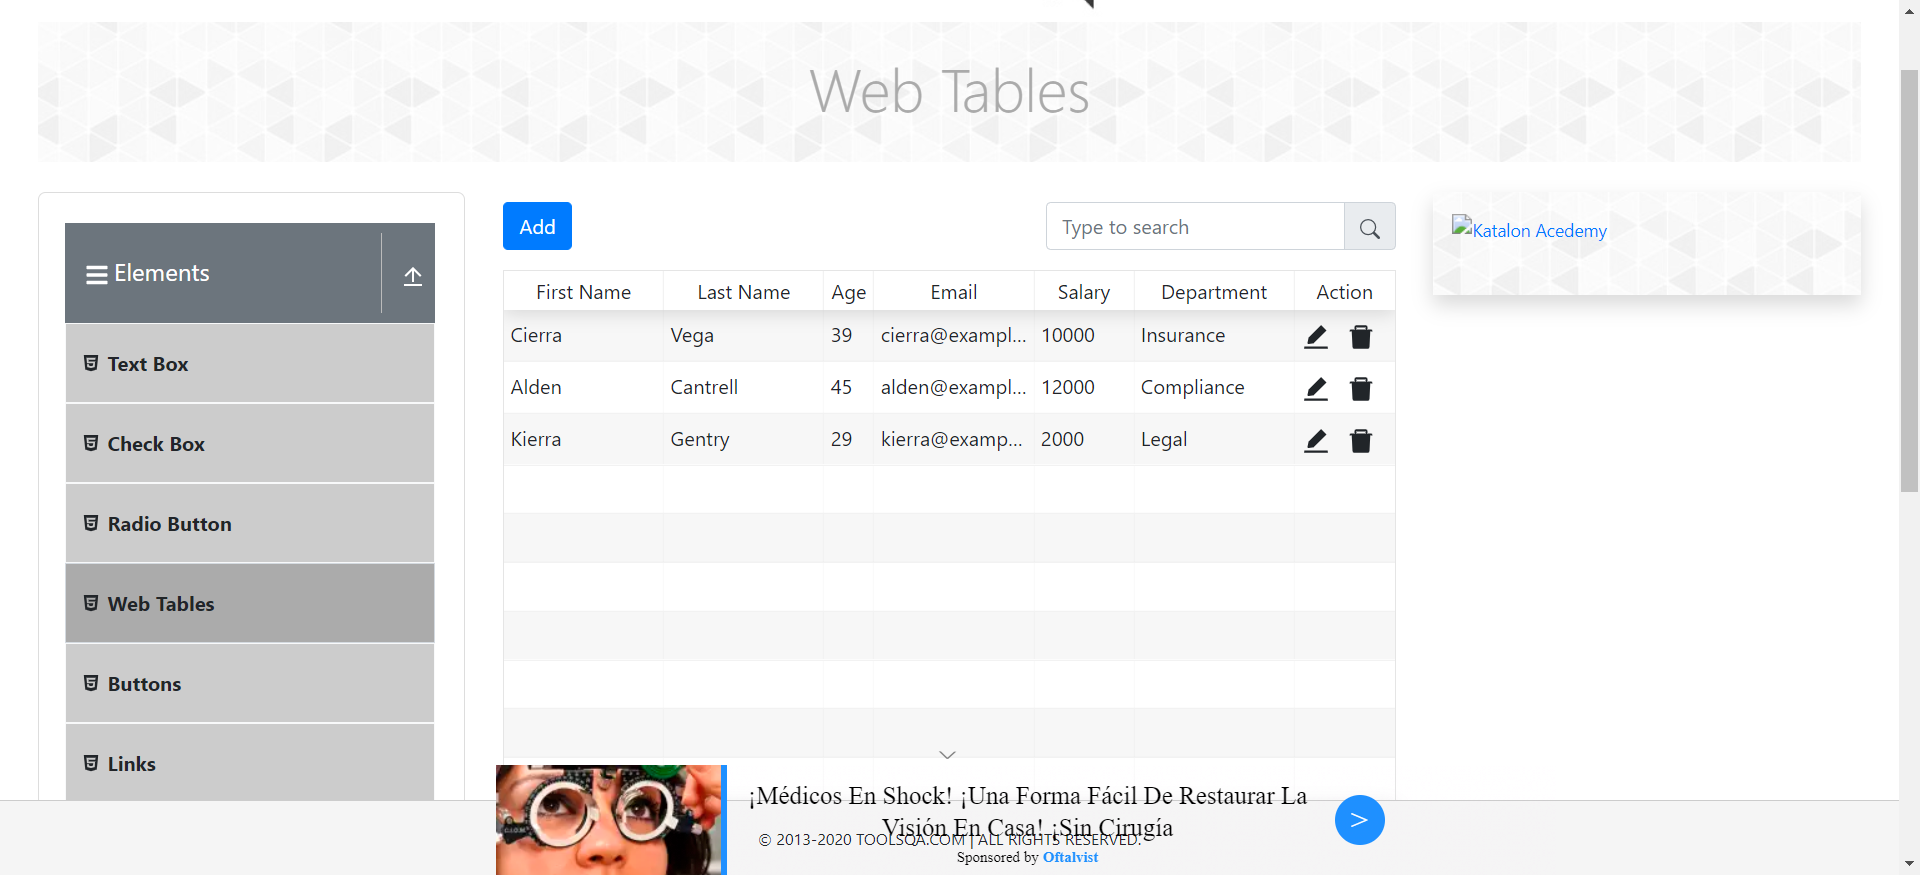 Web Tables
Elements
Text Box
Check Box
Radio Button
Web Tables
Buttons
Links
Add
Type to search
First Name Last Name Age Email Salary Department Action
Cierra Vega 39 cierra@exampl... 10000 Insurance
Alden Cantrell 45 alden@exampl... 12000 Compliance
Kierra Gentry 29 kierra@examp... 2000 Legal
Katalon Acedemy
¡Médicos En Shock! ¡Una Forma Fácil De Restaurar La
Visión En Casa! ¡Sin Cirugía
© 2013-2020 TOOLSQA.COM | ALL RIGHTS RESERVED.
Sponsored by Oftalvist